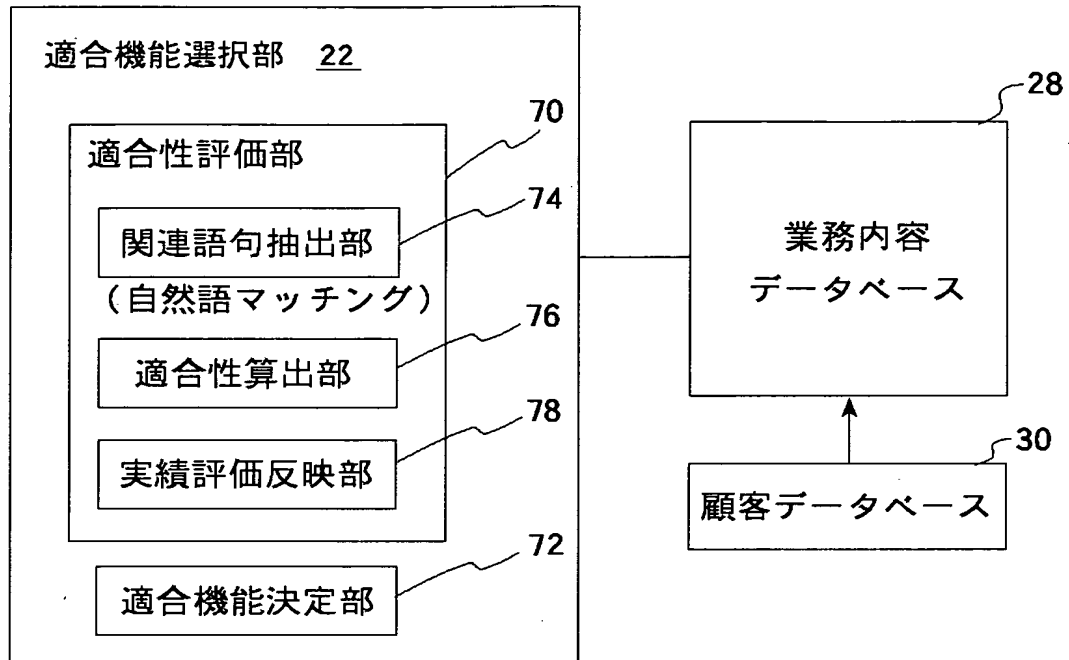 適合機能選択部 22
70
適合性評価部
74
関連語句抽出部
(自然語マッチング)
76
適合性算出部
78
実績評価反映部
72
適合機能決定部
28
業務内容
データベース
30
顧客データベース